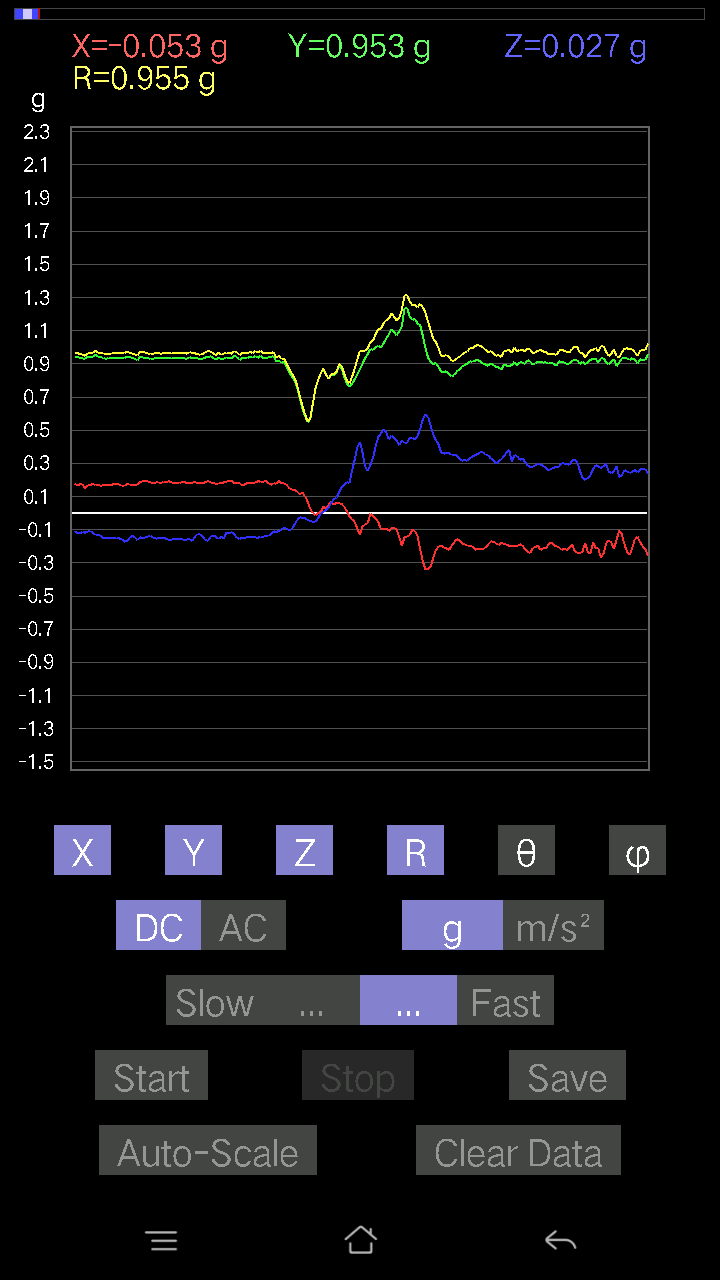 X=-0.053 g Y=0.953 g Z=0.027 g
R=0.955 g
g
2.3
2.1
1.9
1.7
1.5
1.3
1.1
0.9
0.7
0.5
0.3
0.1
-0.1
-0.3
-0.5
-0.7
-0.9
-1.1
-1.3
-1.5
X Y Z R θ φ
DC AC g m/s²
Slow ... ... Fast
Start Stop Save
Auto-Scale Clear Data